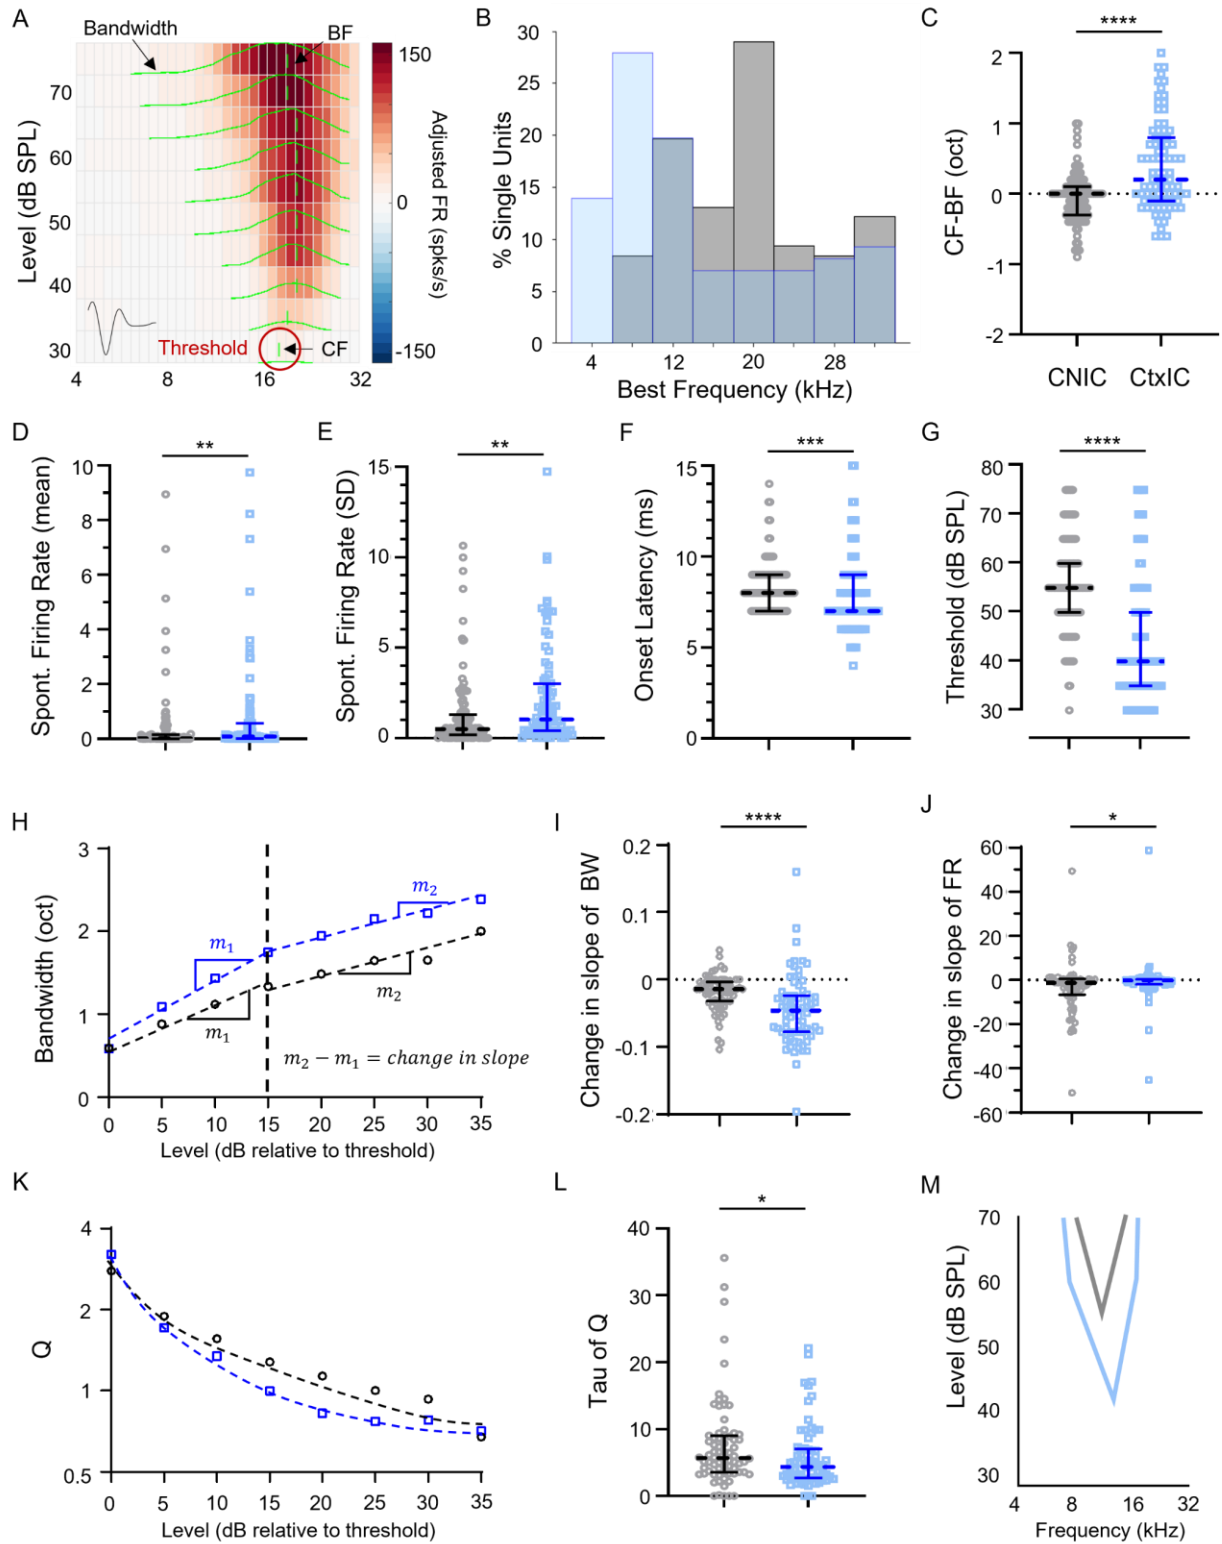 A
Bandwidth
BF
Level (dB SPL)
70
60
50
40
30
Threshold
CF
4
8
16
32
150
0
-150
Adjusted FR (spks/s)
B
% Single Units
30
25
20
15
10
5
0
4
12
20
28
Best Frequency (kHz)
C
****
CF-BF (oct)
2
1
0
-1
-2
CNIC
CtxIC
D
**
Spont. Firing Rate (mean)
10
8
6
4
2
0
E
**
Spont. Firing Rate (SD)
15
10
5
0
F
***
Onset Latency (ms)
15
10
5
0
G
****
Threshold (dB SPL)
80
70
60
50
40
30
H
Bandwidth (oct)
3
2
1
0
m₁
m₂
m₁
m₂
m₂ − m₁ = change in slope
0 5 10 15 20 25 30 35
Level (dB relative to threshold)
I
****
Change in slope of BW
0.2
0.1
0
-0.1
-0.2
J
*
Change in slope of FR
60
40
20
0
-20
-40
-60
K
Q
4
2
1
0.5
0 5 10 15 20 25 30 35
Level (dB relative to threshold)
L
*
Tau of Q
40
30
20
10
0
M
Level (dB SPL)
70
60
50
40
30
4 8 16 32
Frequency (kHz)